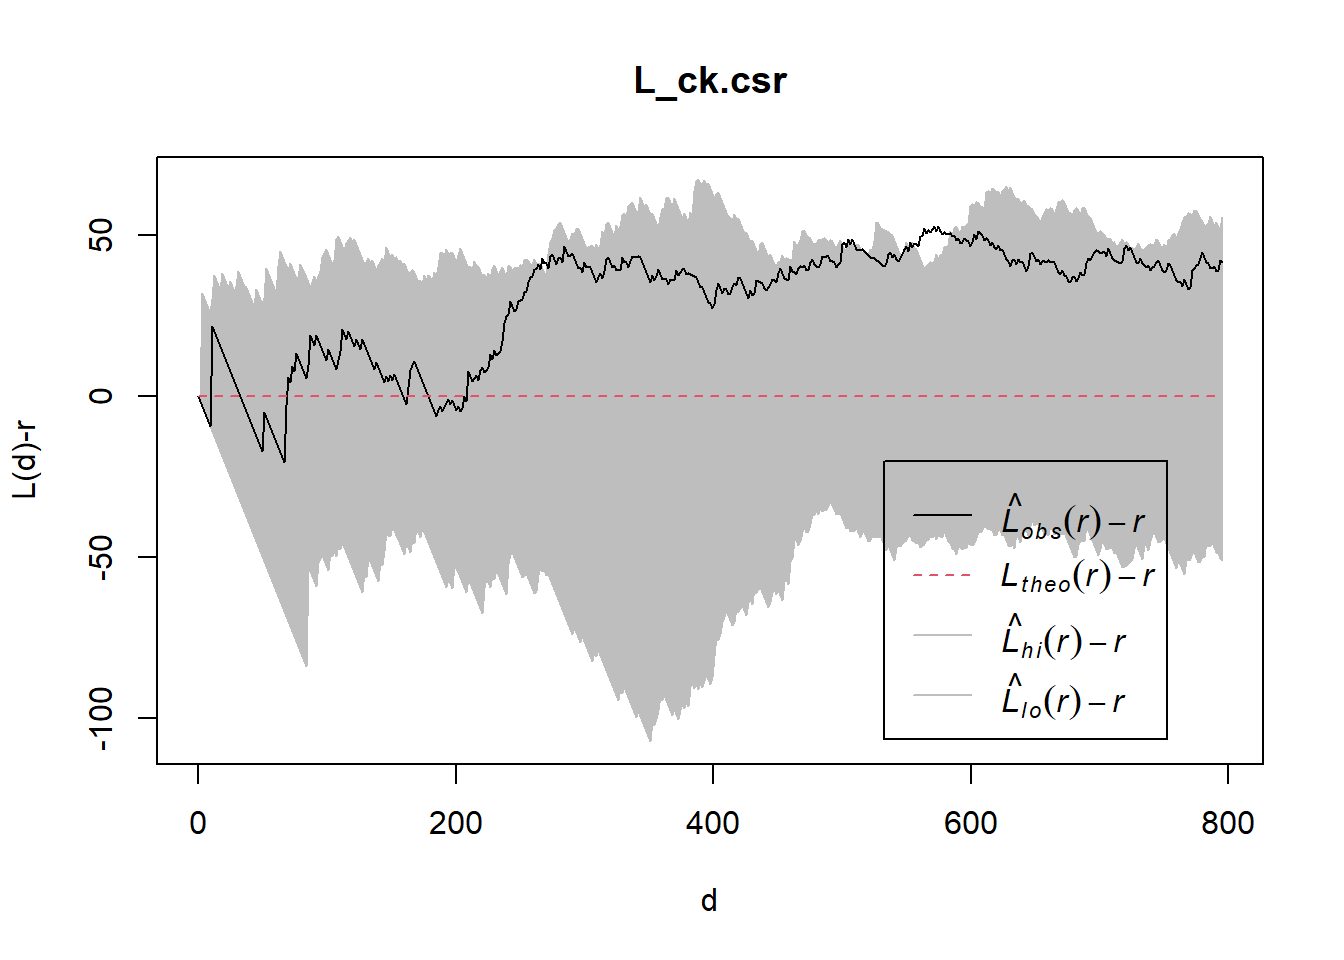 L_ck.csr
L(d)-r
50
0
-50
-100
0 200 400 600 800
d
L̂obs(r) − r
Ltheo(r) − r
L̂hi(r) − r
L̂lo(r) − r